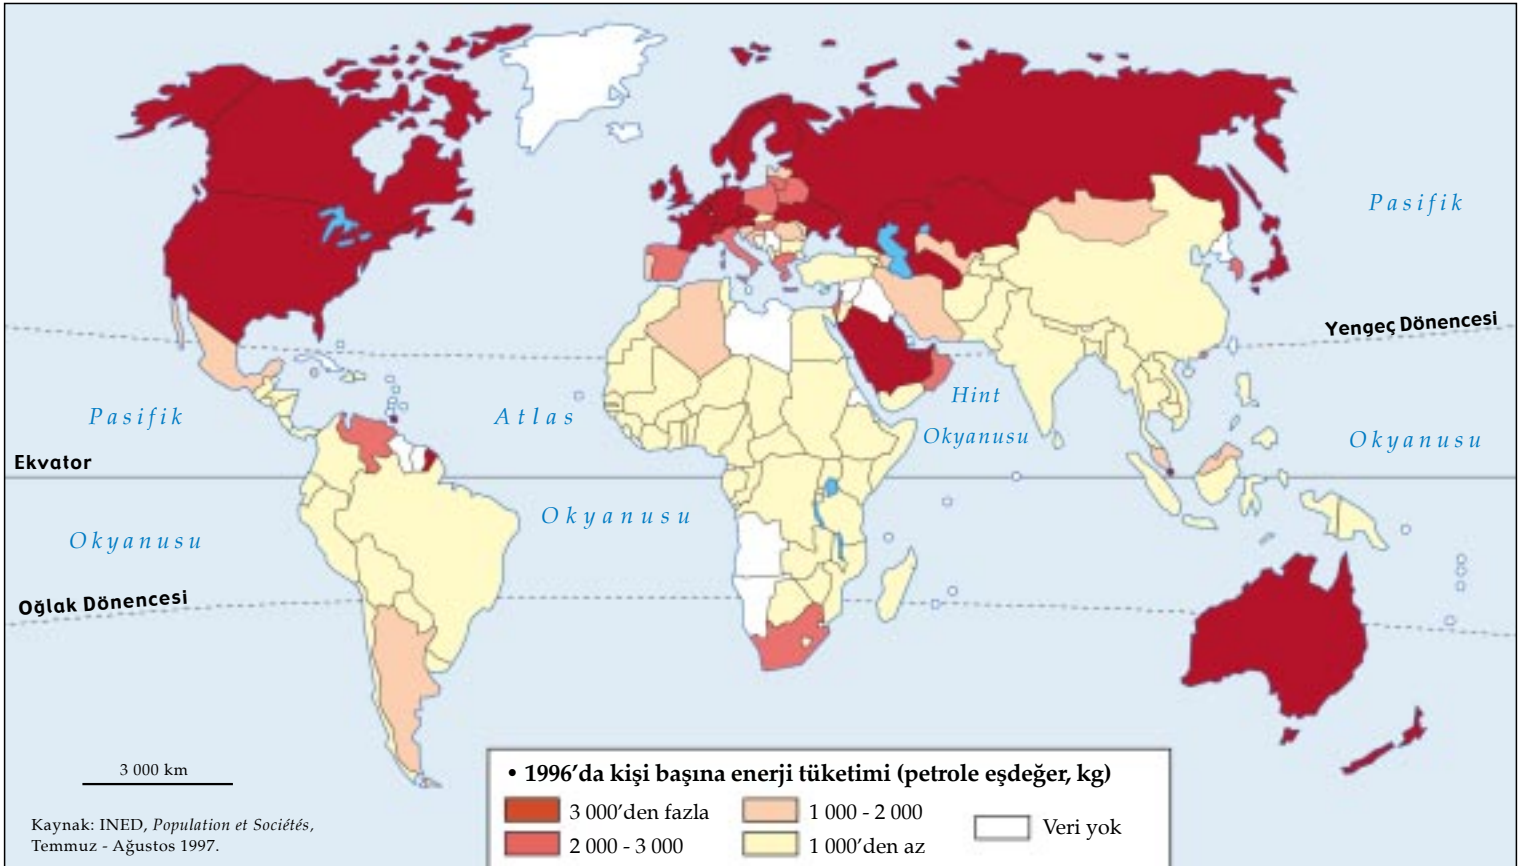 Pasifik
Yengeç Dönencesi
Hint
Pasifik
Atlas
Okyanusu
Okyanusu
Ekvator
Okyanusu
Okyanusu
Oğlak Dönencesi
3 000 km
• 1996’da kişi başına enerji tüketimi (petrole eşdeğer, kg)
3 000’den fazla
1 000 - 2 000
Veri yok
2 000 - 3 000
1 000’den az
Kaynak: INED, Population et Sociétés,
Temmuz - Ağustos 1997.